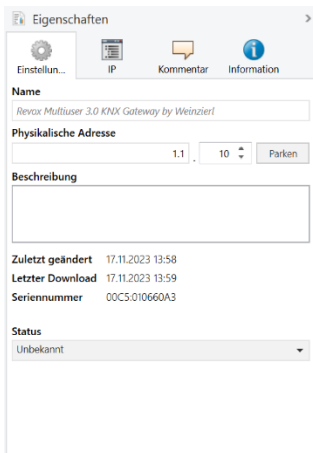 Eigenschaften
Einstellun... IP Kommentar Information
Name
Revox Multiuser 3.0 KNX Gateway by Weinzierl
Physikalische Adresse
1.1 . 10 Parken
Beschreibung
Zuletzt geändert 17.11.2023 13:58
Letzter Download 17.11.2023 13:59
Seriennummer 00C5:010660A3
Status
Unbekannt